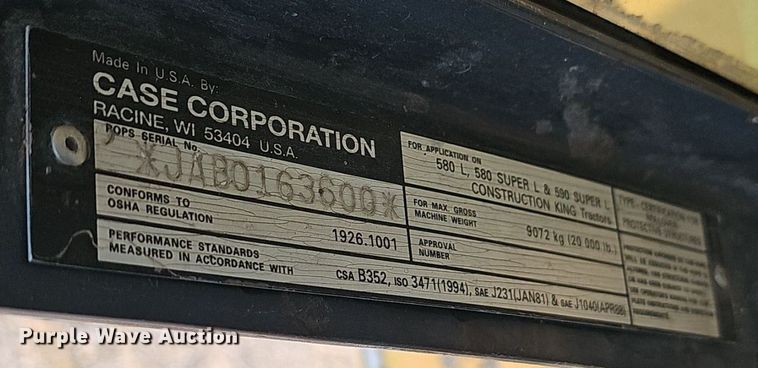 Made In U.S.A. By:
CASE CORPORATION
RACINE, WI 53404 U.S.A.
ROPS SERIAL No.
*JAB0163600*
CONFORMS TO
OSHA REGULATION
1926.1001
PERFORMANCE STANDARDS
MEASURED IN ACCORDANCE WITH
CSA B352, ISO 3471(1994), SAE J231(JAN81) & SAE J1040(APR88)
FOR APPLICATION ON
580 L, 580 SUPER L & 590 SUPER L
CONSTRUCTION KING Tractors
FOR MAX. GROSS
MACHINE WEIGHT
9072 kg (20 000 lb.)
APPROVAL
NUMBER
Purple Wave Auction